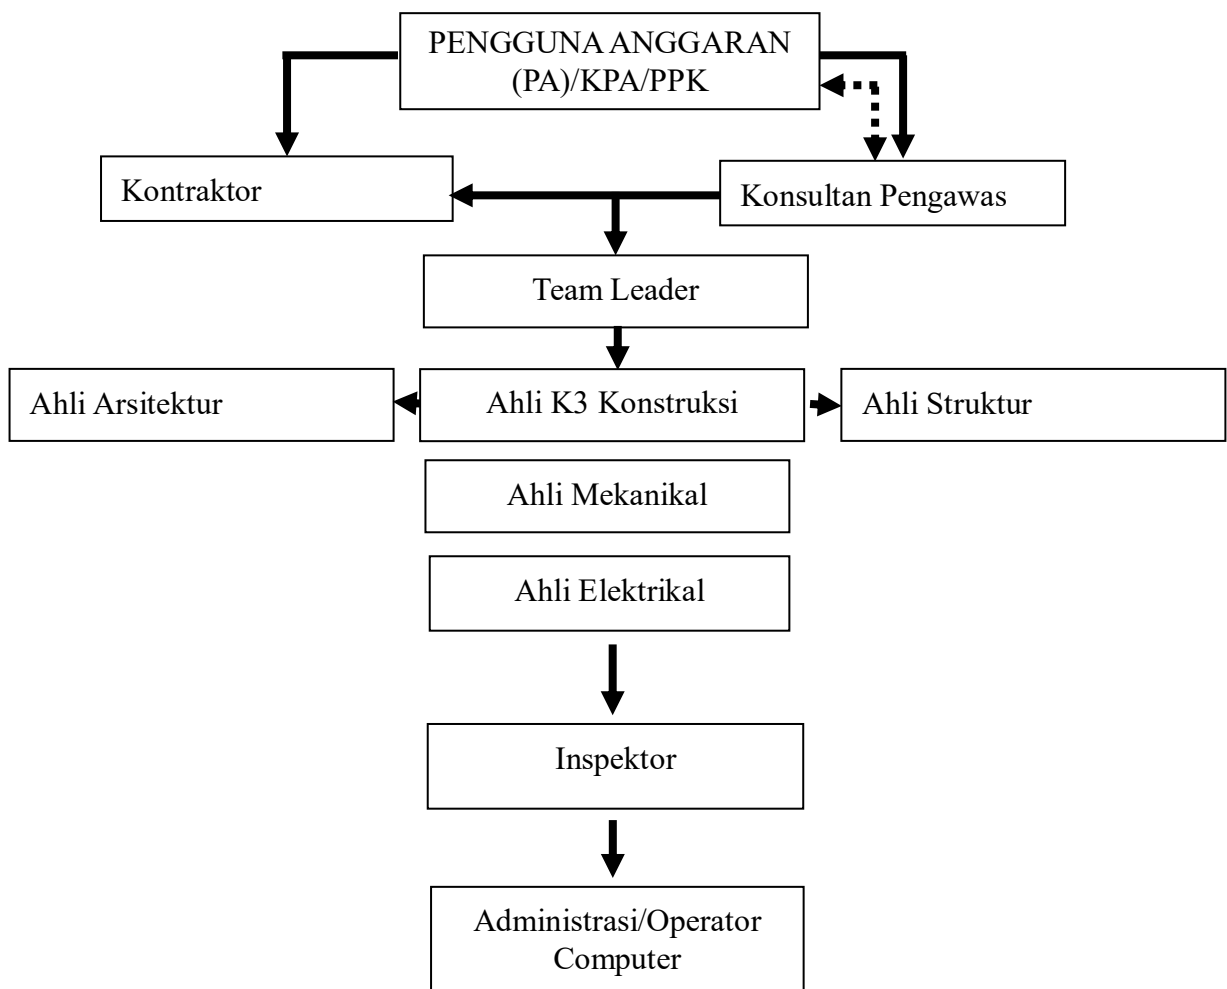 PENGGUNA ANGGARAN
(PA)/KPA/PPK
Kontraktor
Konsultan Pengawas
Team Leader
Ahli Arsitektur
Ahli K3 Konstruksi
Ahli Struktur
Ahli Mekanikal
Ahli Elektrikal
Inspektor
Administrasi/Operator
Computer